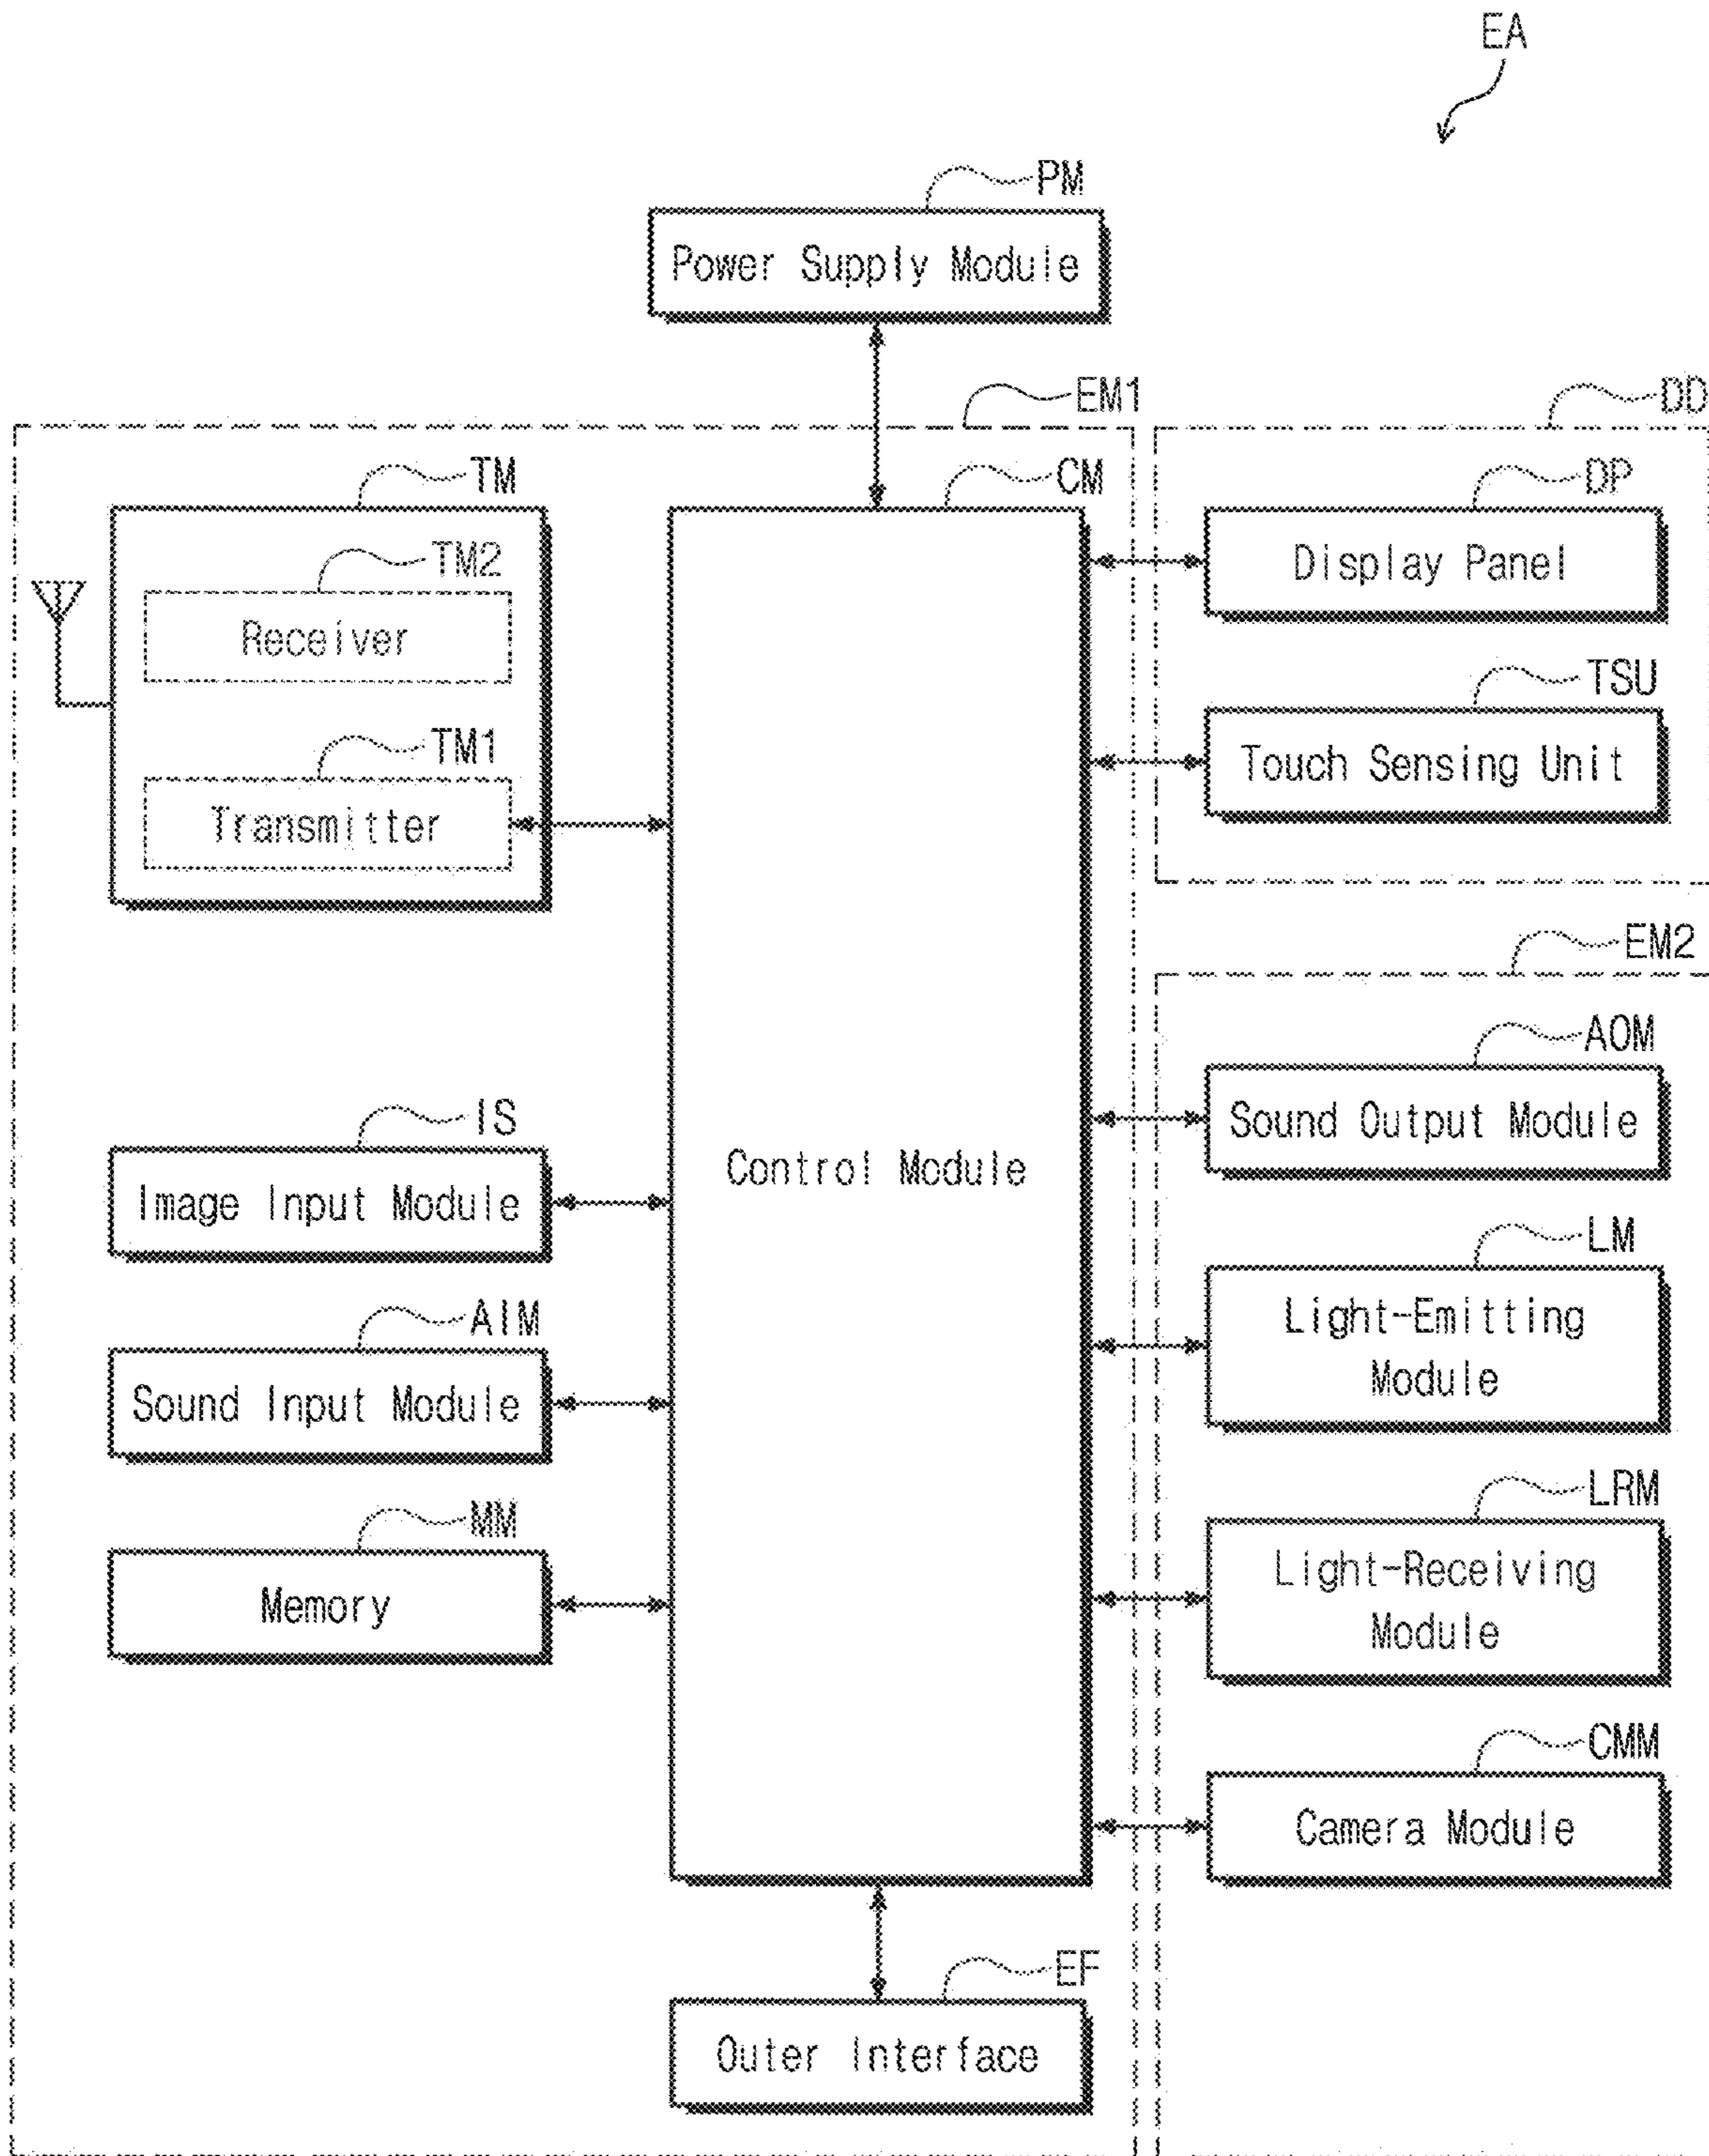 EA
PM
Power Supply Module
EM1
DD
TM
CM
DP
TM2
Receiver
Display Panel
TM1
Transmitter
TSU
Touch Sensing Unit
EM2
AOM
Sound Output Module
IS
Image Input Module
Control Module
LM
Light-Emitting
Module
AIM
Sound Input Module
LRM
Light-Receiving
Module
MM
Memory
CMM
Camera Module
EF
Outer Interface